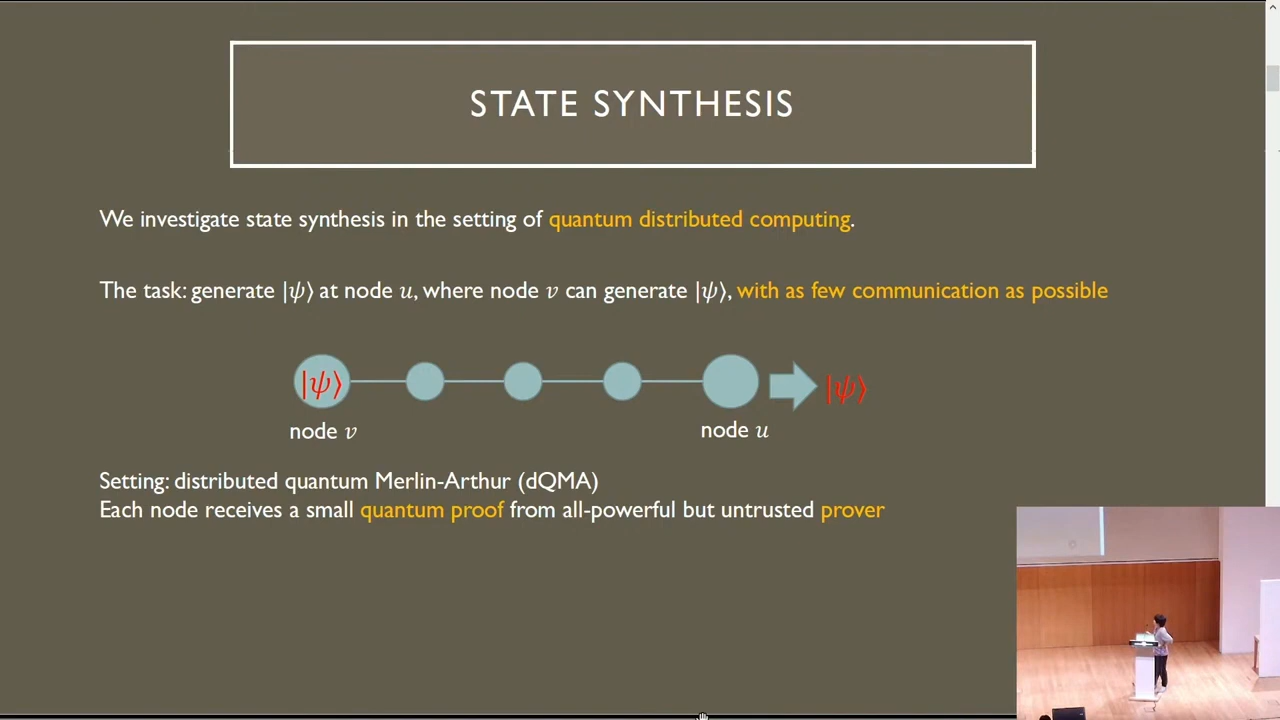 STATE SYNTHESIS
We investigate state synthesis in the setting of quantum distributed computing.
The task: generate |ψ⟩ at node u, where node v can generate |ψ⟩, with as few communication as possible
|ψ⟩
|ψ⟩
node v
node u
Setting: distributed quantum Merlin-Arthur (dQMA)
Each node receives a small quantum proof from all-powerful but untrusted prover